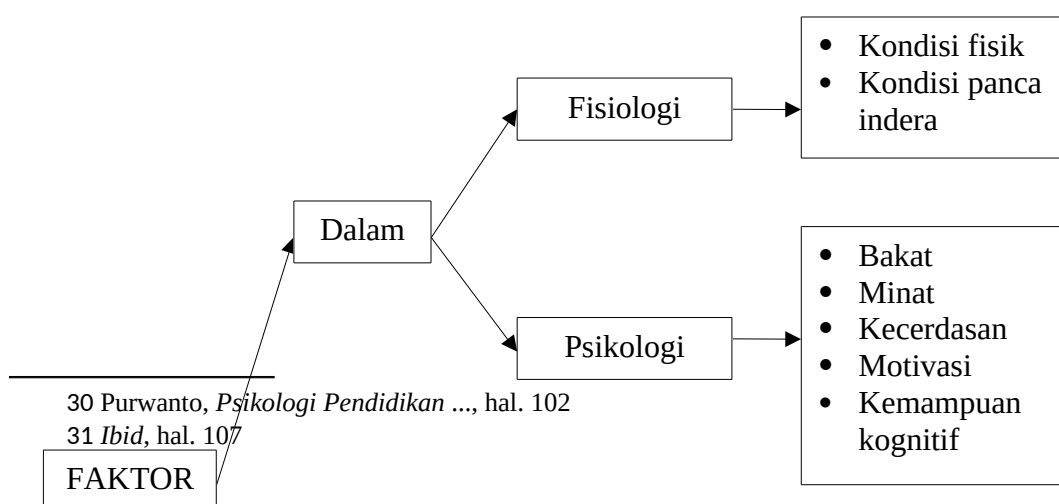 Kondisi fisik
Kondisi panca
indera
Fisiologi
Dalam
Bakat
Minat
Kecerdasan
Motivasi
Kemampuan
kognitif
Psikologi
30 Purwanto, Psikologi Pendidikan ..., hal. 102
31 Ibid, hal. 107
FAKTOR